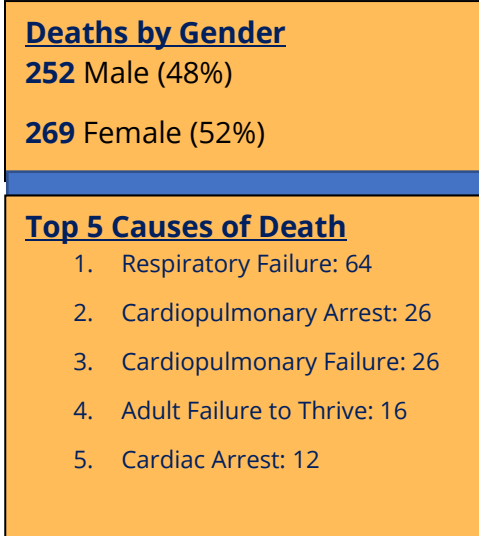 Deaths by Gender
252 Male (48%)
269 Female (52%)
Top 5 Causes of Death
1. Respiratory Failure: 64
2. Cardiopulmonary Arrest: 26
3. Cardiopulmonary Failure: 26
4. Adult Failure to Thrive: 16
5. Cardiac Arrest: 12